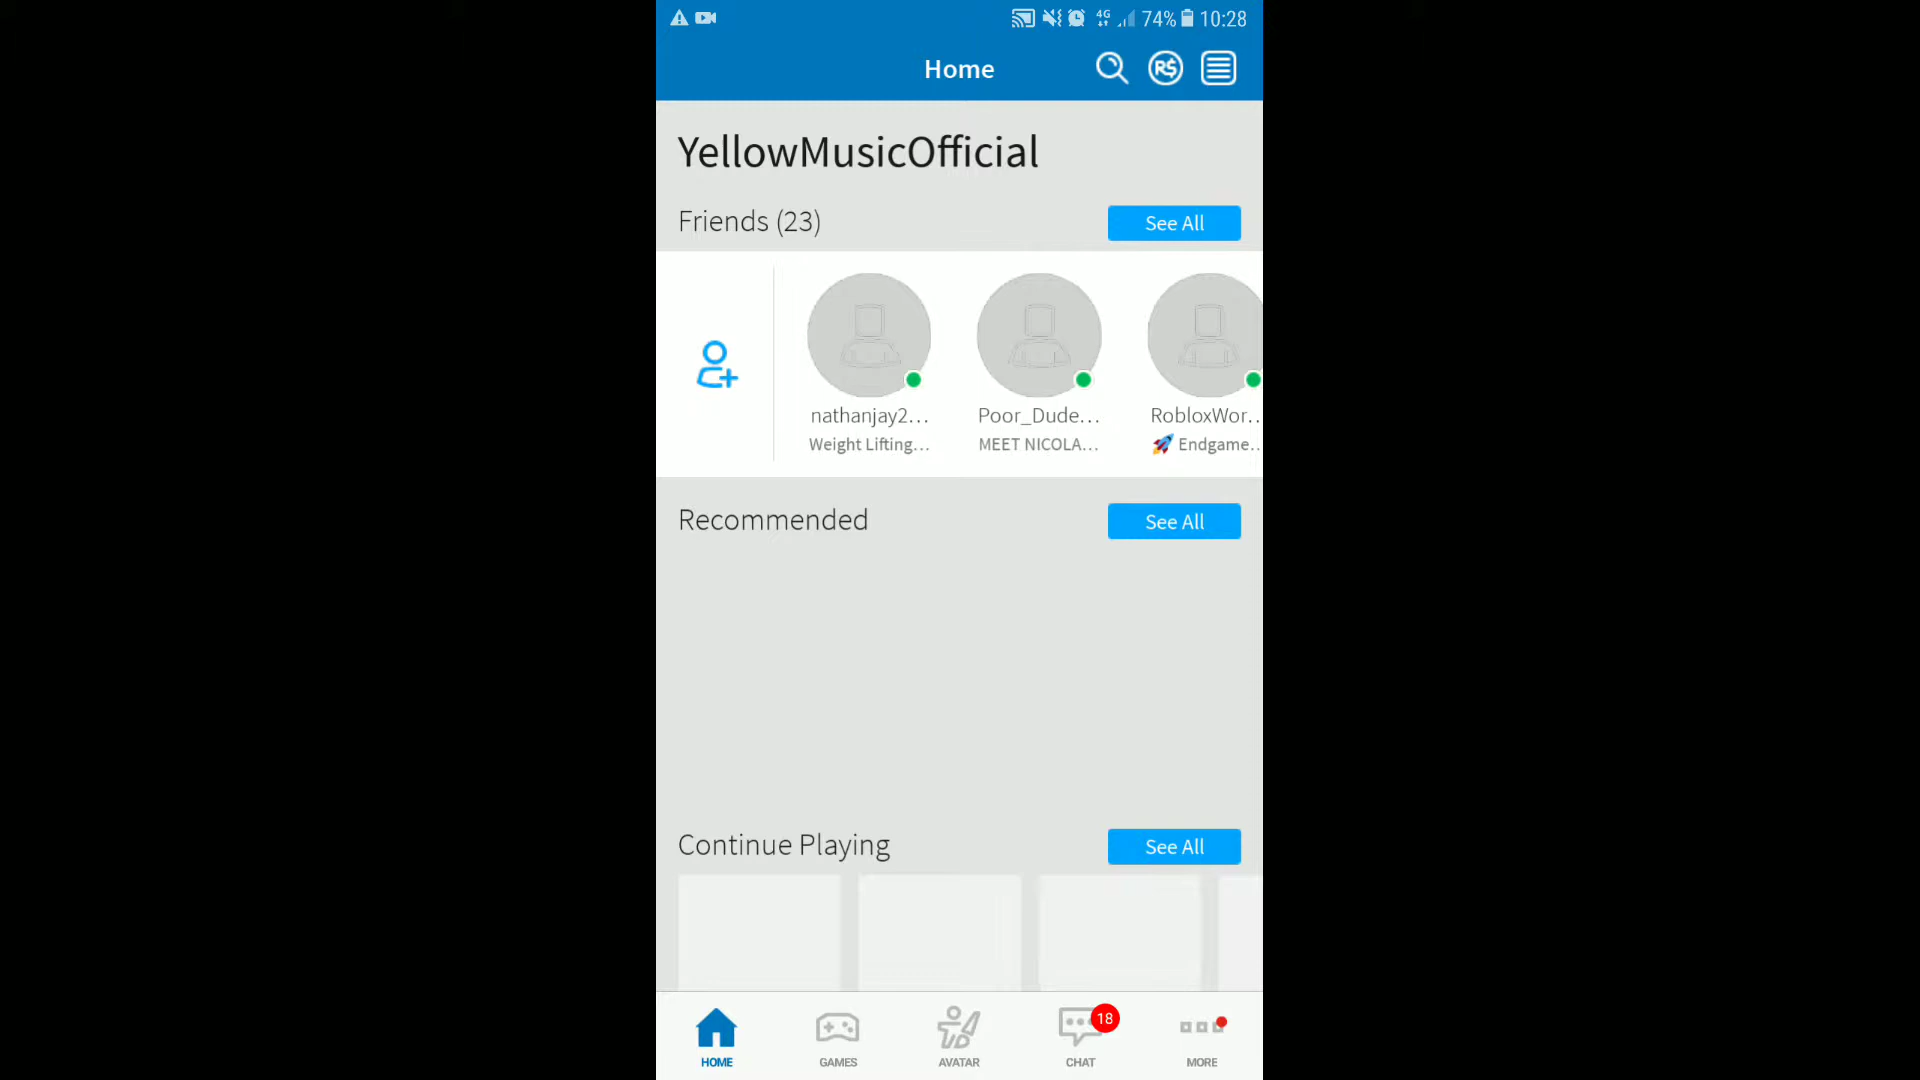 4G 74% 10:28
Home
R$
YellowMusicOfficial
Friends (23)
See All
nathanjay2... Poor_Dude... RobloxWor...
Weight Lifting... MEET NICOLA... 🚀 Endgame...
Recommended
See All
Continue Playing
See All
18
HOME GAMES AVATAR CHAT MORE